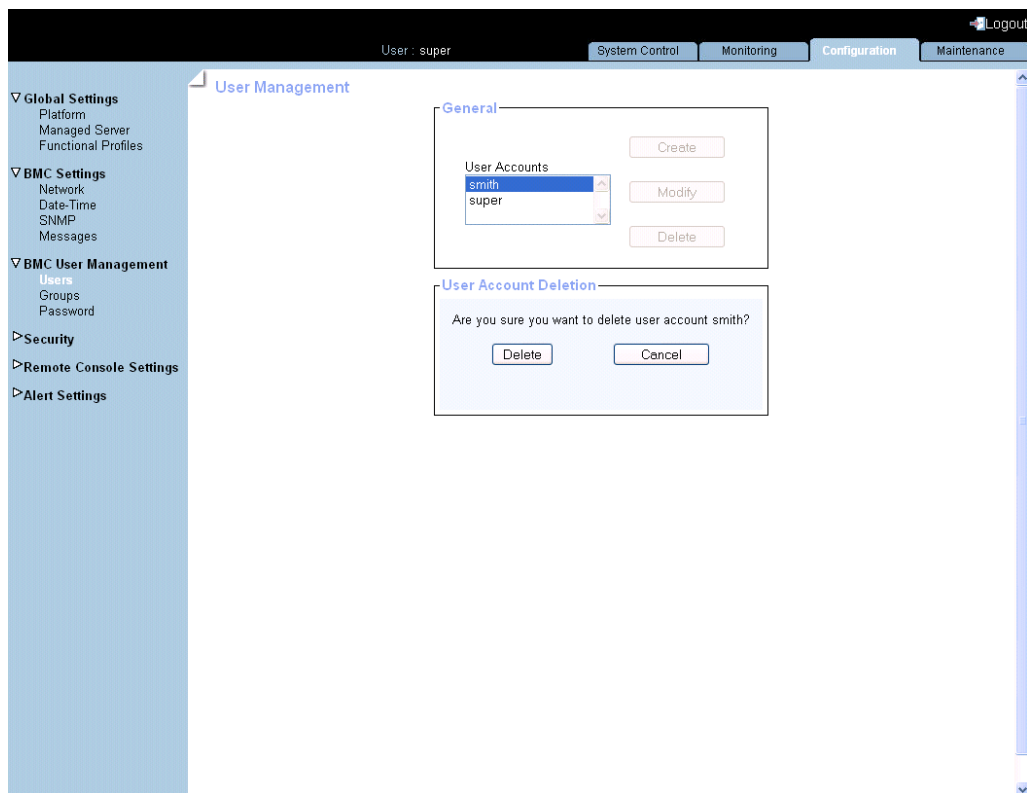 Logout
User : super
System Control
Monitoring
Configuration
Maintenance
Global Settings
Platform
Managed Server
Functional Profiles
BMC Settings
Network
Date-Time
SNMP
Messages
BMC User Management
Users
Groups
Password
Security
Remote Console Settings
Alert Settings
User Management
General
User Accounts
smith
super
Create
Modify
Delete
User Account Deletion
Are you sure you want to delete user account smith?
Delete
Cancel